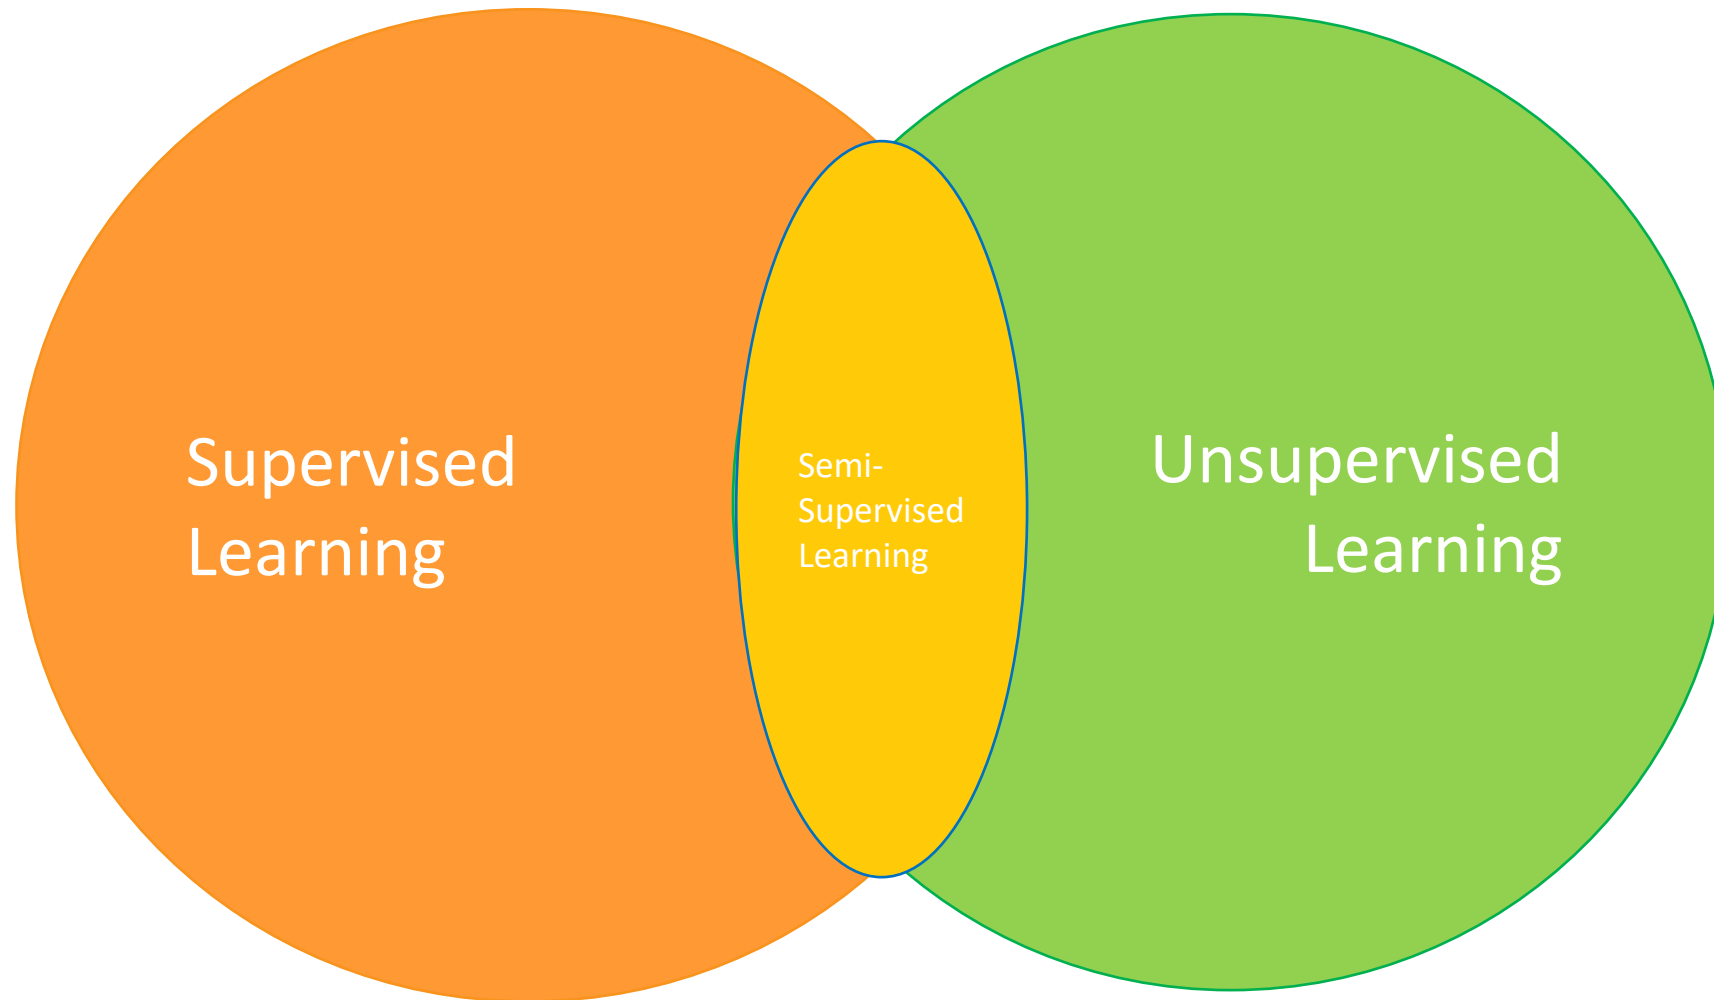 Supervised
Learning
Semi-
Supervised
Learning
Unsupervised
Learning